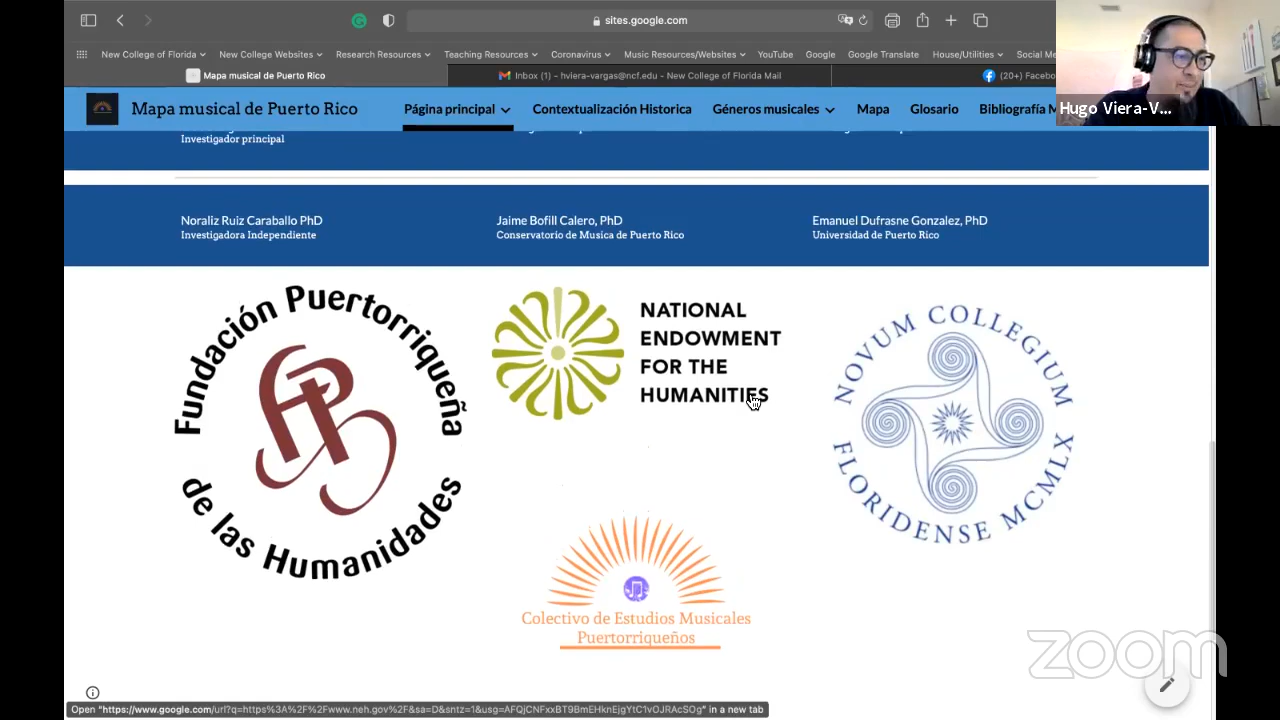 sites.google.com
New College of Florida
New College Websites
Research Resources
Teaching Resources
Coronavirus
Music Resources/Websites
YouTube
Google
Google Translate
House/Utilities
Social Me
Mapa musical de Puerto Rico
Inbox (1) - hviera-vargas@ncf.edu - New College of Florida Mail
(20+) Facebo
Hugo Viera-V...
Mapa musical de Puerto Rico
Página principal
Contextualización Historica
Géneros musicales
Mapa
Glosario
Bibliografía M
Investigador principal
Noraliz Ruiz Caraballo PhD
Investigadora Independiente
Jaime Bofill Calero, PhD
Conservatorio de Musica de Puerto Rico
Emanuel Dufrasne Gonzalez, PhD
Universidad de Puerto Rico
Fundación Puertorriqueña
de las Humanidades
NATIONAL
ENDOWMENT
FOR THE
HUMANITIES
NOVUM COLLEGIUM
FLORIDENSE MCMLX
Colectivo de Estudios Musicales
Puertorriqueños
zoom
Open "https://www.google.com/url?q=https%3A%2F%2Fwww.neh.gov%2F&sa=D&sntz=1&usg=AFQjCNFxxBT9BmEHknEjgYtC1vOJRAcSOg" in a new tab